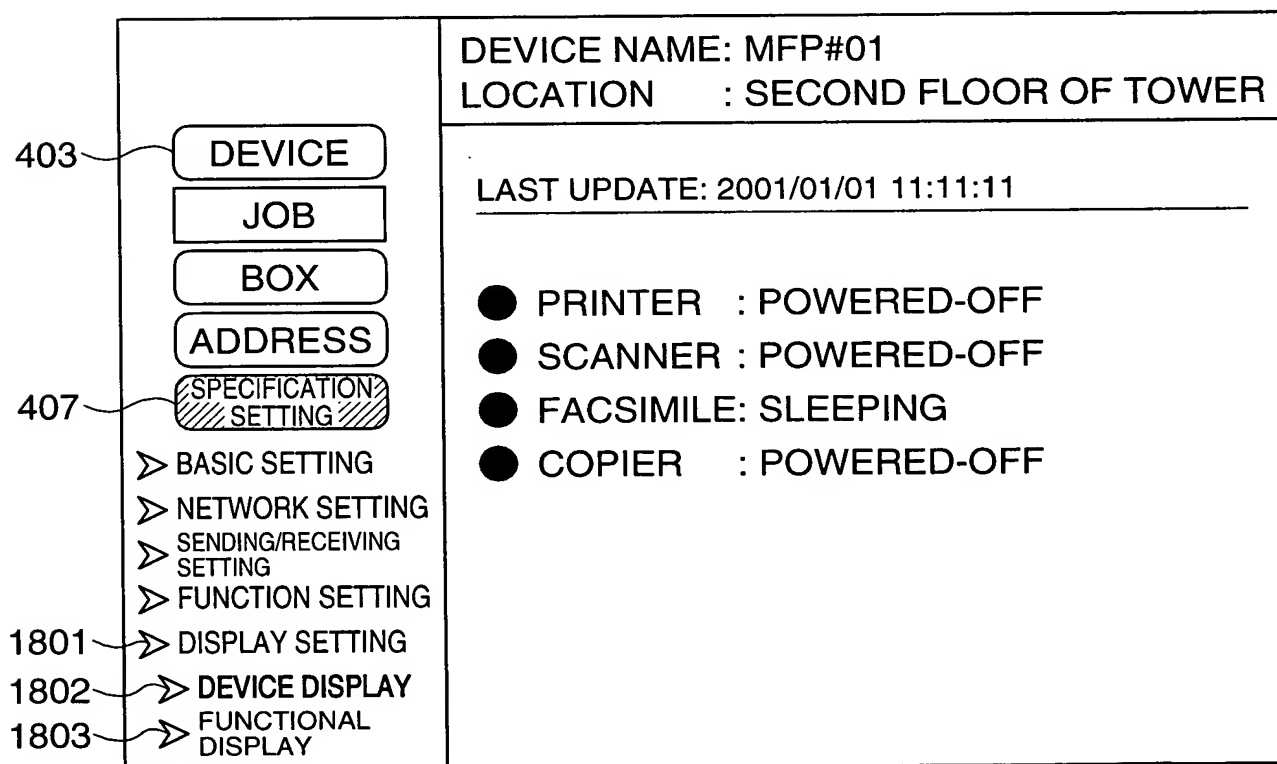 DEVICE NAME: MFP#01
LOCATION : SECOND FLOOR OF TOWER
403
DEVICE
JOB
BOX
ADDRESS
407
SPECIFICATION
SETTING
BASIC SETTING
NETWORK SETTING
SENDING/RECEIVING
SETTING
FUNCTION SETTING
1801
DISPLAY SETTING
1802
DEVICE DISPLAY
1803
FUNCTIONAL
DISPLAY
LAST UPDATE: 2001/01/01 11:11:11
PRINTER : POWERED-OFF
SCANNER : POWERED-OFF
FACSIMILE: SLEEPING
COPIER : POWERED-OFF